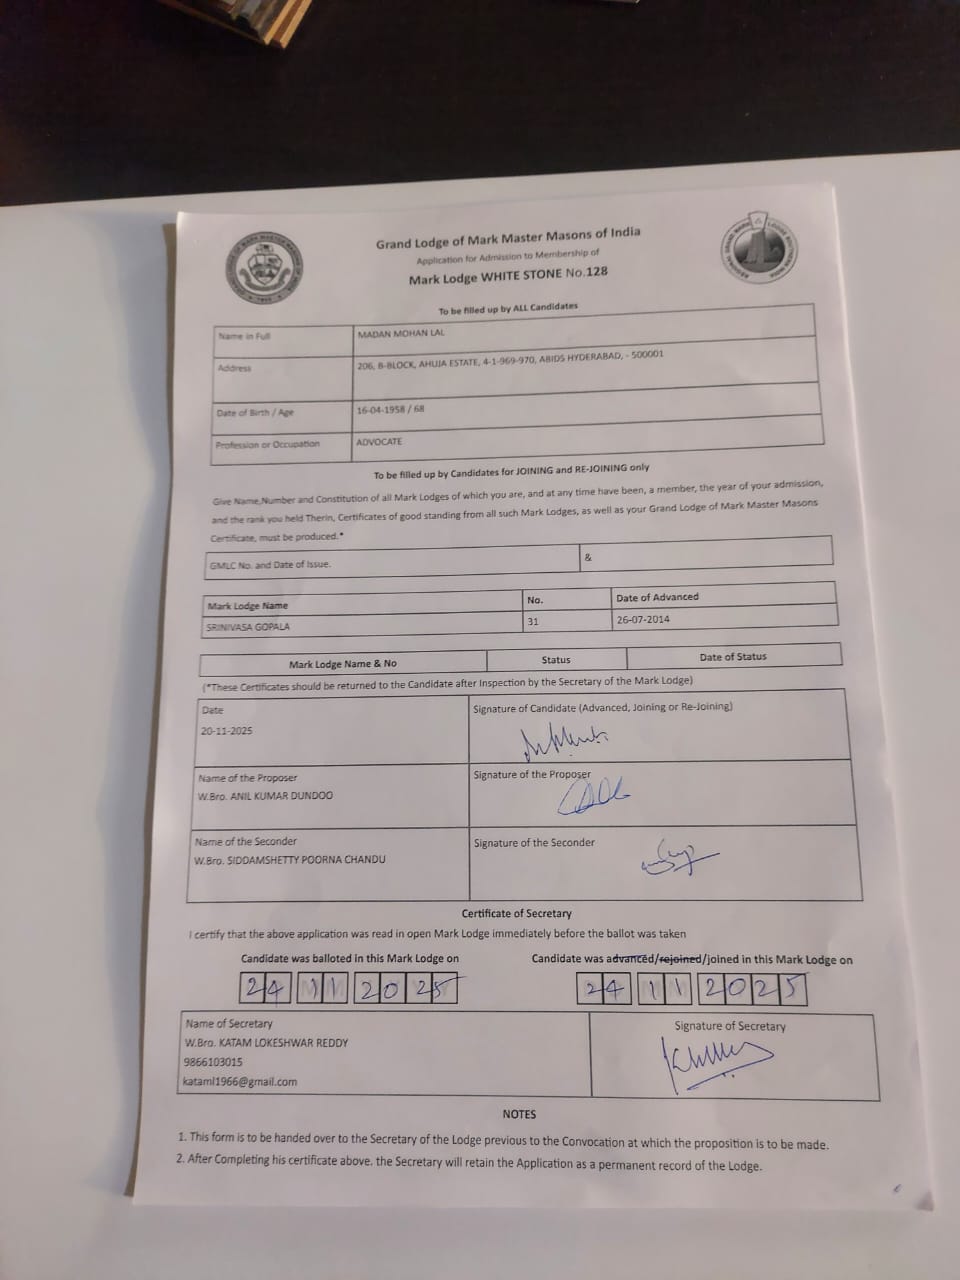 Grand Lodge of Mark Master Masons of India
Application for Admission to Membership of
Mark Lodge WHITE STONE No.128
To be filled up by ALL Candidates
Name in Full MADAN MOHAN LAL
Address 206, B-BLOCK, AHUJA ESTATE, 4-1-969-970, ABIDS HYDERABAD, - 500001
Date of Birth / Age 16-04-1958 / 68
Profession or Occupation ADVOCATE
To be filled up by Candidates for JOINING and RE-JOINING only
Give Name,Number and Constitution of all Mark Lodges of which you are, and at any time have been, a member, the year of your admission,
and the rank you held Therin, Certificates of good standing from all such Mark Lodges, as well as your Grand Lodge of Mark Master Masons
Certificate, must be produced.*
GMLC No. and Date of Issue. &
Mark Lodge Name No. Date of Advanced
SRINIVASA GOPALA 31 26-07-2014
Mark Lodge Name & No Status Date of Status
(*These Certificates should be returned to the Candidate after Inspection by the Secretary of the Mark Lodge)
Date Signature of Candidate (Advanced, Joining or Re-Joining)
20-11-2025
Name of the Proposer Signature of the Proposer
W.Bro. ANIL KUMAR DUNDOO
Name of the Seconder Signature of the Seconder
W.Bro. SIDDAMSHETTY POORNA CHANDU
Certificate of Secretary
I certify that the above application was read in open Mark Lodge immediately before the ballot was taken
Candidate was balloted in this Mark Lodge on Candidate was advanced/rejoined/joined in this Mark Lodge on
24 11 2025 24 11 2025
Name of Secretary Signature of Secretary
W.Bro. KATAM LOKESHWAR REDDY
9866103015
kataml1966@gmail.com
NOTES
1. This form is to be handed over to the Secretary of the Lodge previous to the Convocation at which the proposition is to be made.
2. After Completing his certificate above. the Secretary will retain the Application as a permanent record of the Lodge.